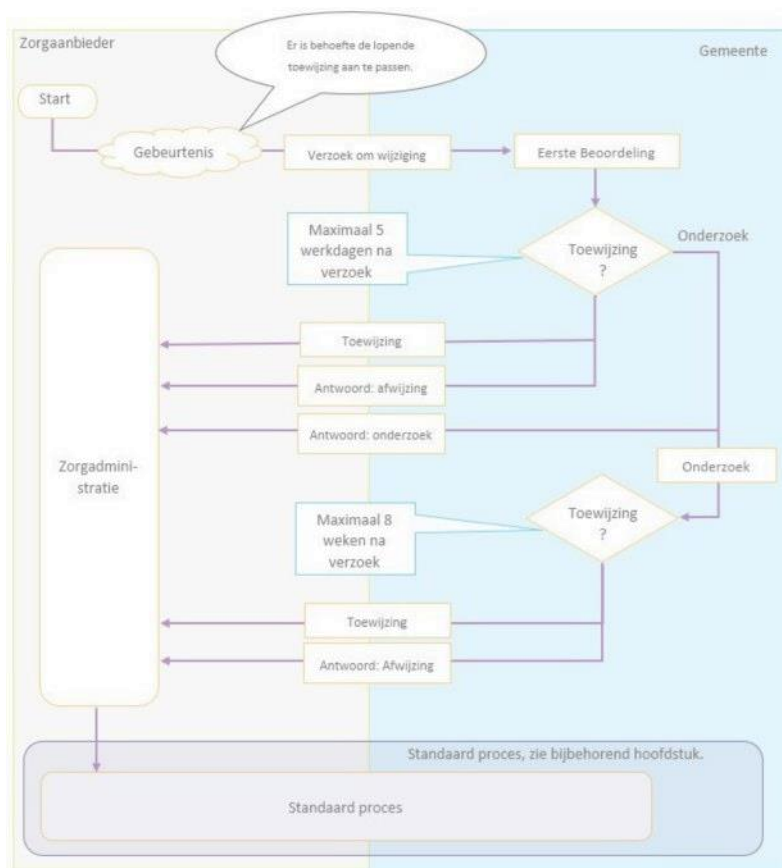 Zorgaanbieder
Er is behoefte de lopende
toewijzing aan te passen.
Gemeente
Start
Gebeurtenis
Verzoek om wijziging
Eerste Beoordeling
Maximaal 5
werkdagen na
verzoek
Toewijzing
?
Onderzoek
Toewijzing
Antwoord: afwijzing
Antwoord: onderzoek
Zorgadmini-
stratie
Onderzoek
Maximaal 8
weken na
verzoek
Toewijzing
?
Toewijzing
Antwoord: Afwijzing
Standaard proces, zie bijbehorend hoofdstuk.
Standaard proces